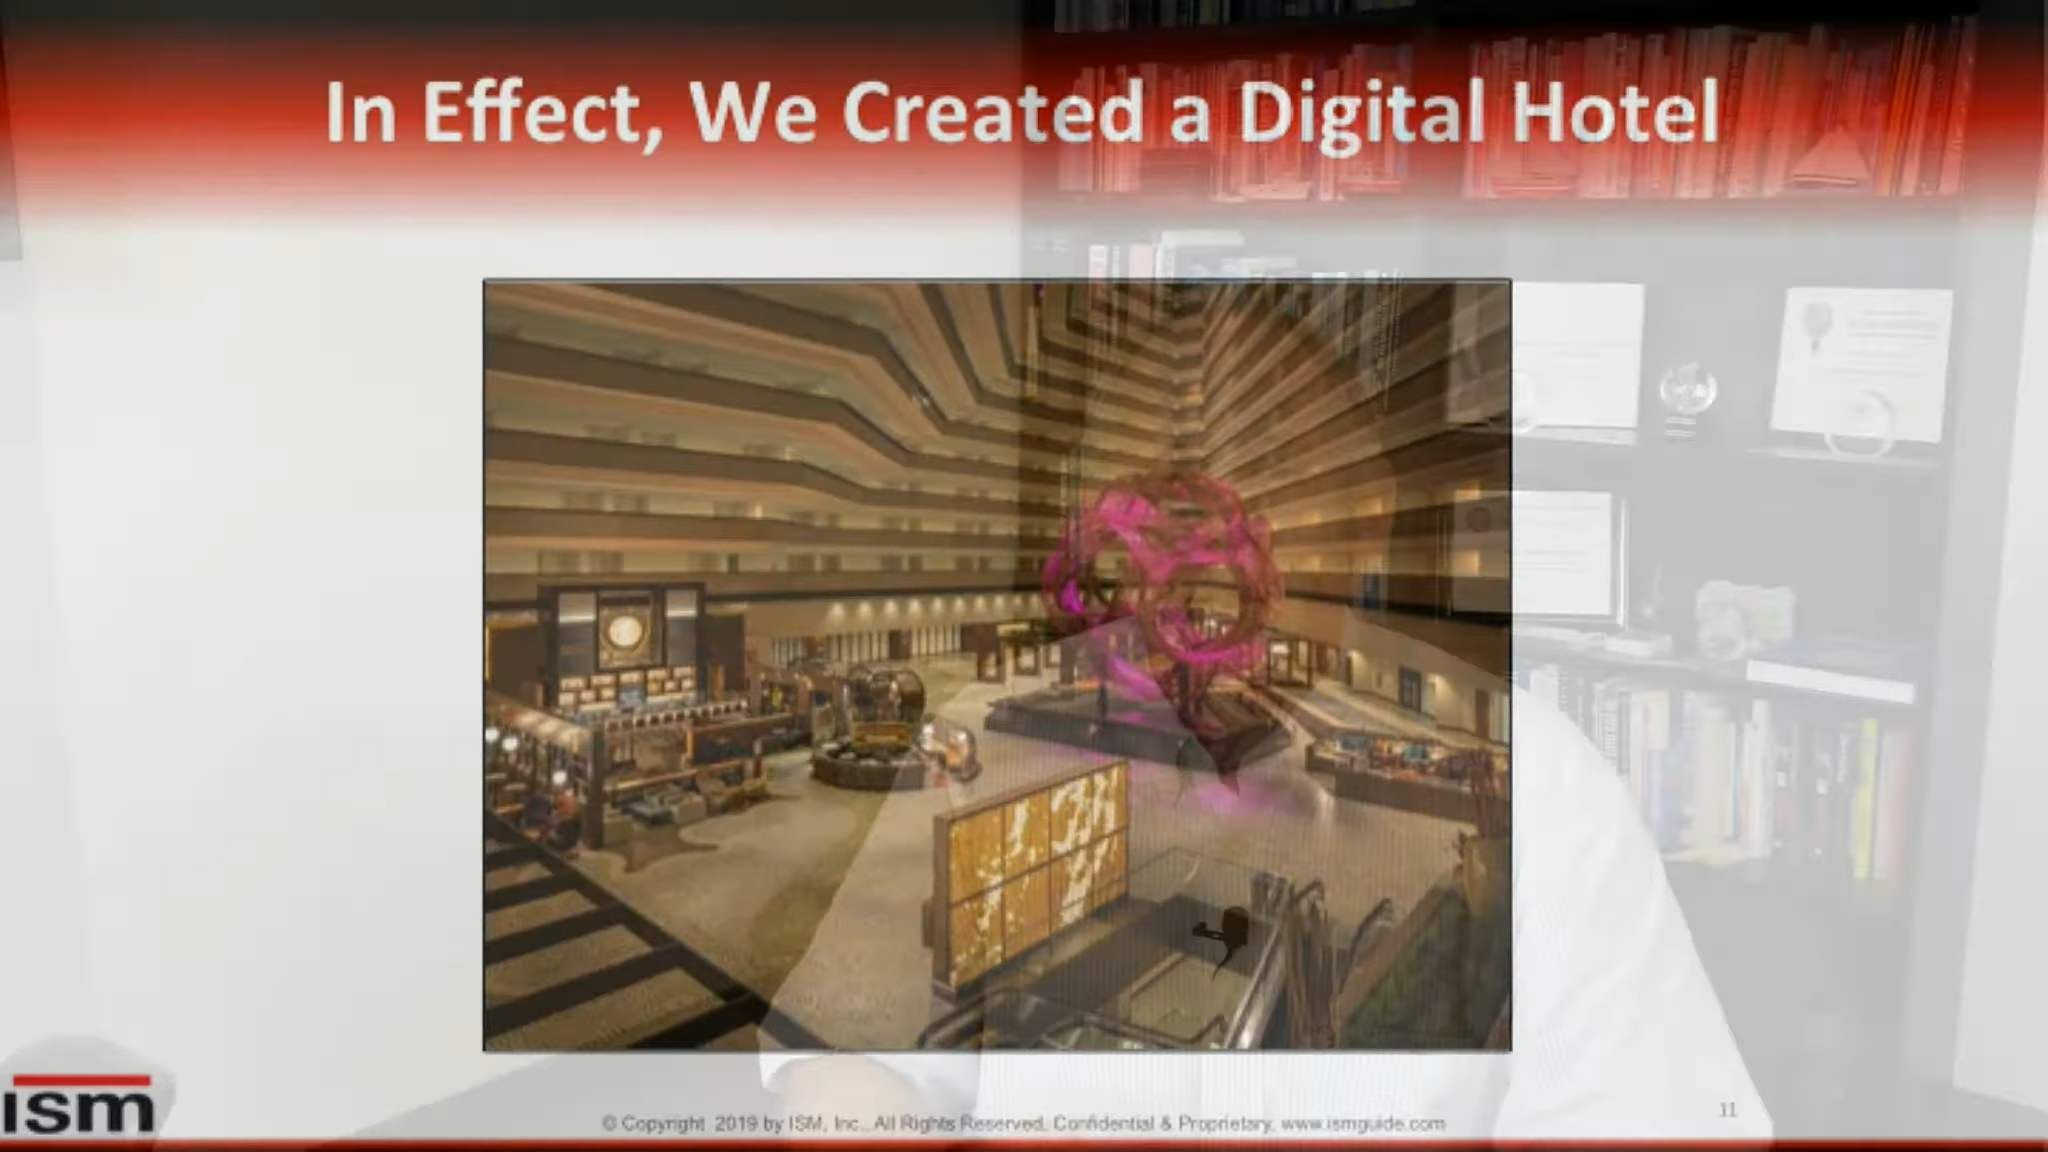 In Effect, We Created a Digital Hotel
ism
© Copyright 2019 by ISM, Inc., All Rights Reserved, Confidential & Proprietary, www.ismguide.com
11